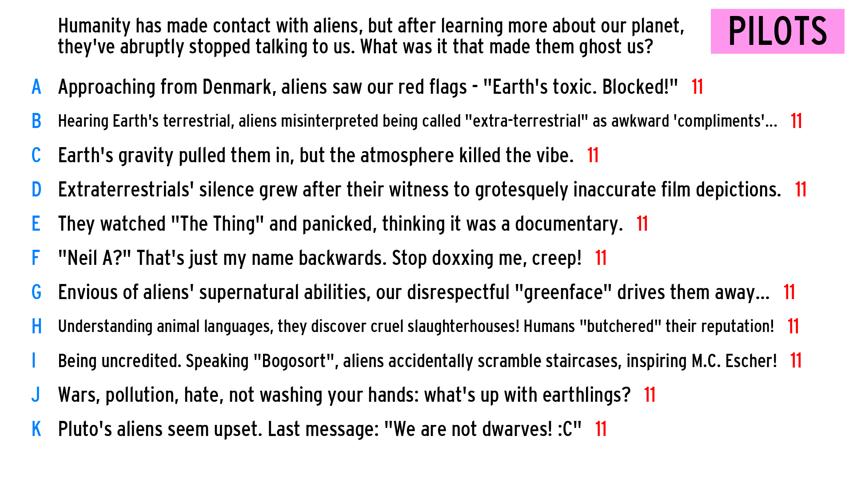 Humanity has made contact with aliens, but after learning more about our planet,
they've abruptly stopped talking to us. What was it that made them ghost us?
PILOTS
A Approaching from Denmark, aliens saw our red flags - "Earth's toxic. Blocked!" 11
B Hearing Earth's terrestrial, aliens misinterpreted being called "extra-terrestrial" as awkward 'compliments'... 11
C Earth's gravity pulled them in, but the atmosphere killed the vibe. 11
D Extraterrestrials' silence grew after their witness to grotesquely inaccurate film depictions. 11
E They watched "The Thing" and panicked, thinking it was a documentary. 11
F "Neil A?" That's just my name backwards. Stop doxxing me, creep! 11
G Envious of aliens' supernatural abilities, our disrespectful "greenface" drives them away... 11
H Understanding animal languages, they discover cruel slaughterhouses! Humans "butchered" their reputation! 11
I Being uncredited. Speaking "Bogosort", aliens accidentally scramble staircases, inspiring M.C. Escher! 11
J Wars, pollution, hate, not washing your hands: what's up with earthlings? 11
K Pluto's aliens seem upset. Last message: "We are not dwarves! :C" 11